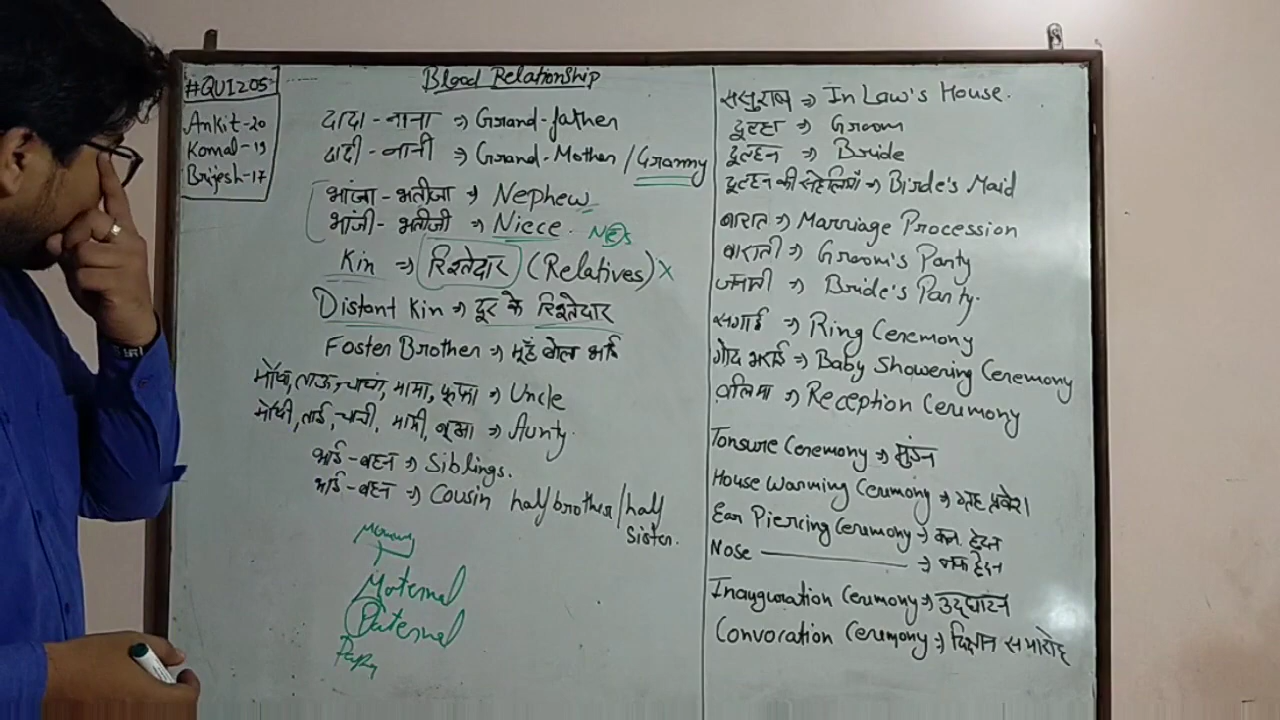 #QUIZ05
Ankit-20
Komal-19
Brijesh-17
Blood Relationship
दादा - नाना => Grand-father
दादी - नानी => Grand-Mother / Granny
भांजा - भतीजा => Nephew
भांजी - भतीजी => Niece.
Kin => रिश्तेदार (Relatives) x
Distant Kin => दूर के रिश्तेदार
Foster Brother => मुहँ बोला भाई
ताऊ, चाचा, मामा, फूफा => Uncle
ताई, चाची, मामी, बूआ => Aunty.
भाई - बहन => Siblings.
भाई - बहन => Cousin half brother / half
Sister.
Mummy
Maternal
Paternal
ससुराल => In Law's House.
दूल्हा => Groom
दूल्हन => Bride
दूल्हन की सहेलियाँ => Birde's Maid
बारात => Marriage Procession
बाराती => Groom's Party
=> Bride's Party.
सगाई => Ring Ceremony
गोद भराई => Baby Showering Ceremony
वलिमा => Reception Ceremony
Tonsure Ceremony => मुंडन
House Warming Ceremony => ग्रह प्रवेश।
Ear Piercing Ceremony => छेदन
Nose => नाक छेदन
Inauguration Ceremony => उद्घाटन
Convocation Ceremony => समारोह